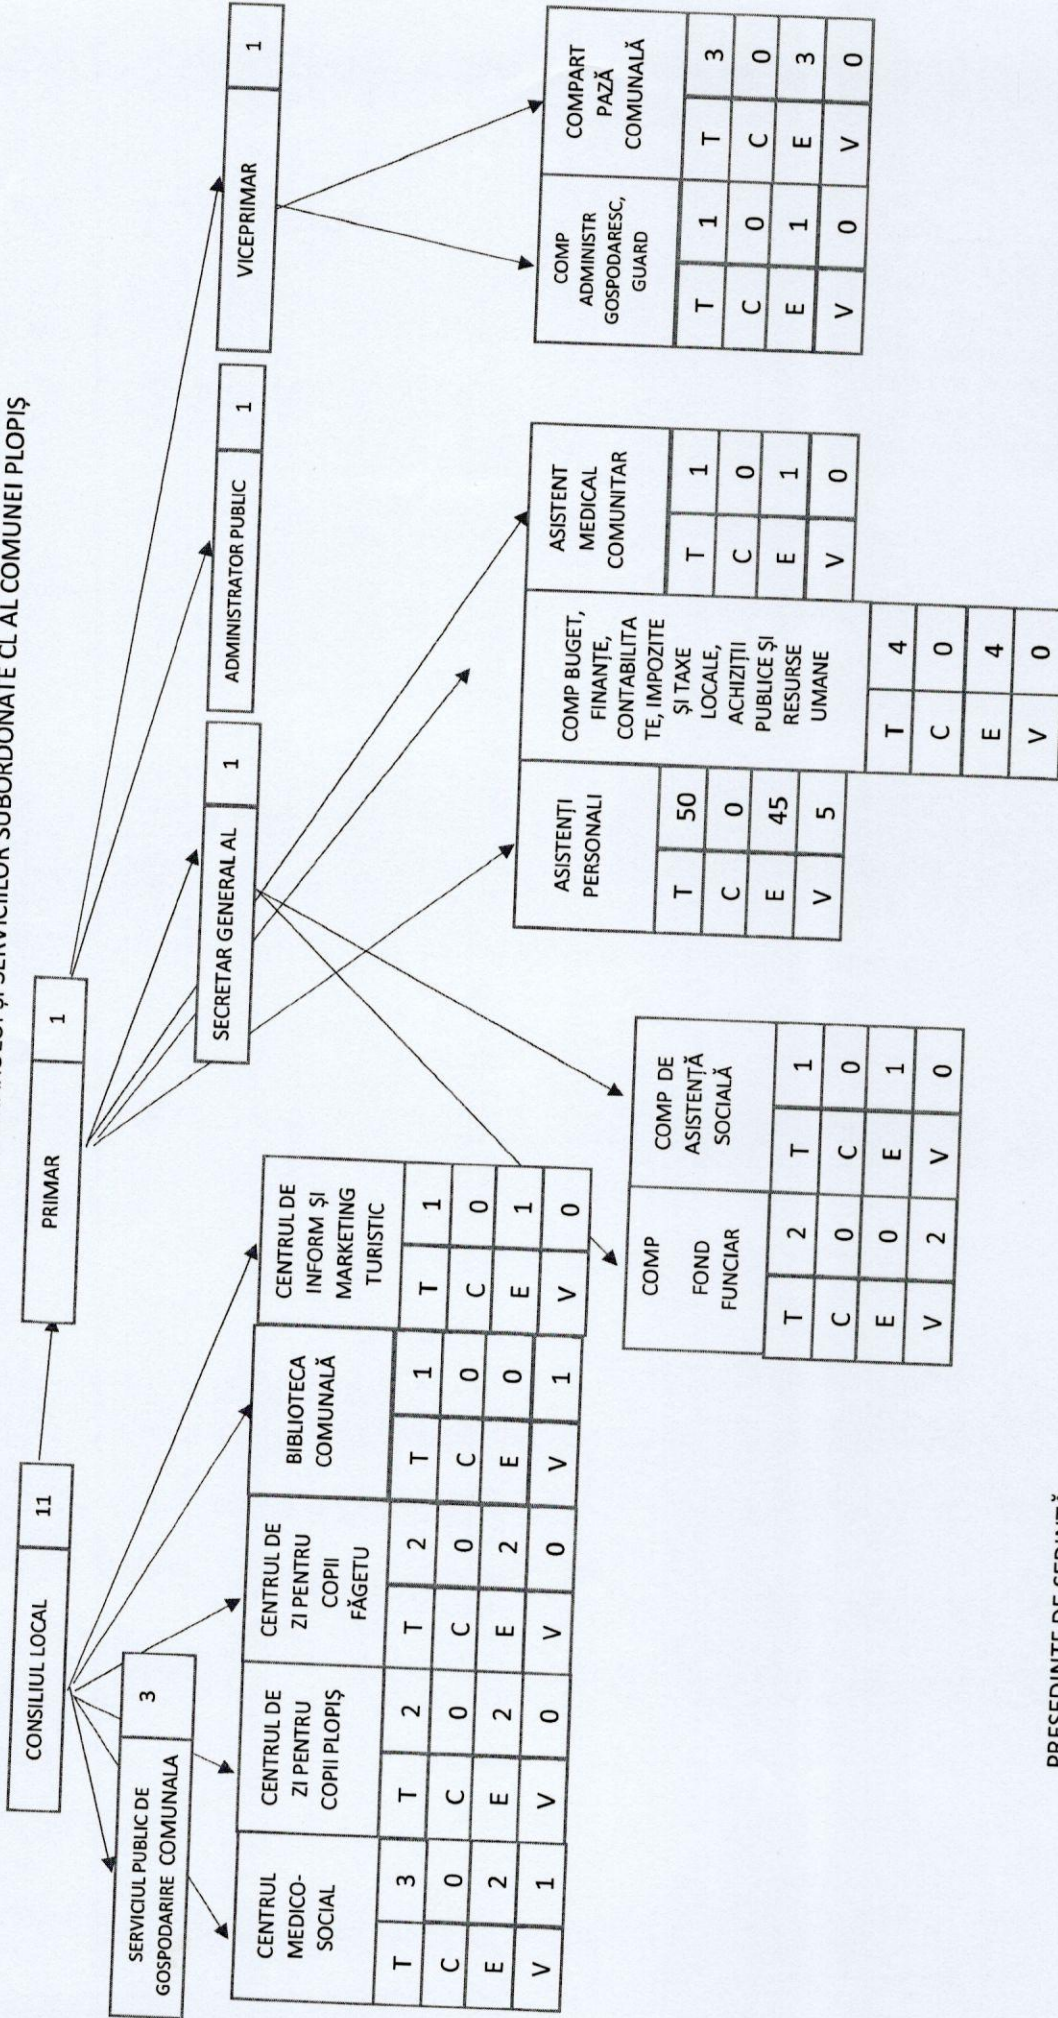 SERVICIILOR SUBORDONATE CL AL COMUNEI PLOPIȘ
CONSILIUL LOCAL 11
PRIMAR 1
SERVICIUL PUBLIC DE
GOSPODARIRE COMUNALA
3
SECRETAR GENERAL AL 1
ADMINISTRATOR PUBLIC 1
VICEPRIMAR 1
CENTRUL
MEDICO-
SOCIAL
T 3
C 0
E 2
V 1
CENTRUL DE
ZI PENTRU
COPII PLOPIȘ
T 2
C 0
E 2
V 0
CENTRUL DE
ZI PENTRU
COPII
FĂGETU
T 2
C 0
E 2
V 0
BIBLIOTECA
COMUNALĂ
T 1
C 0
E 0
V 1
CENTRUL DE
INFORM ȘI
MARKETING
TURISTIC
T 1
C 0
E 1
V 0
COMP
FOND
FUNCIAR
T 2
C 0
E 0
V 2
COMP DE
ASISTENȚĂ
SOCIALĂ
T 1
C 0
E 1
V 0
ASISTENȚI
PERSONALI
T 50
C 0
E 45
V 5
COMP BUGET,
FINANȚE,
CONTABILITA
TE, IMPOZITE
ȘI TAXE
LOCALE,
ACHIZIȚII
PUBLICE ȘI
RESURSE
UMANE
T 4
C 0
E 4
V 0
ASISTENT
MEDICAL
COMUNITAR
T 1
C 0
E 1
V 0
COMP
ADMINISTR
GOSPODARESC,
GUARD
T 1
C 0
E 1
V 0
COMPART
PAZĂ
COMUNALĂ
T 3
C 0
E 3
V 0
PREȘEDINTE DE ȘEDINȚĂ